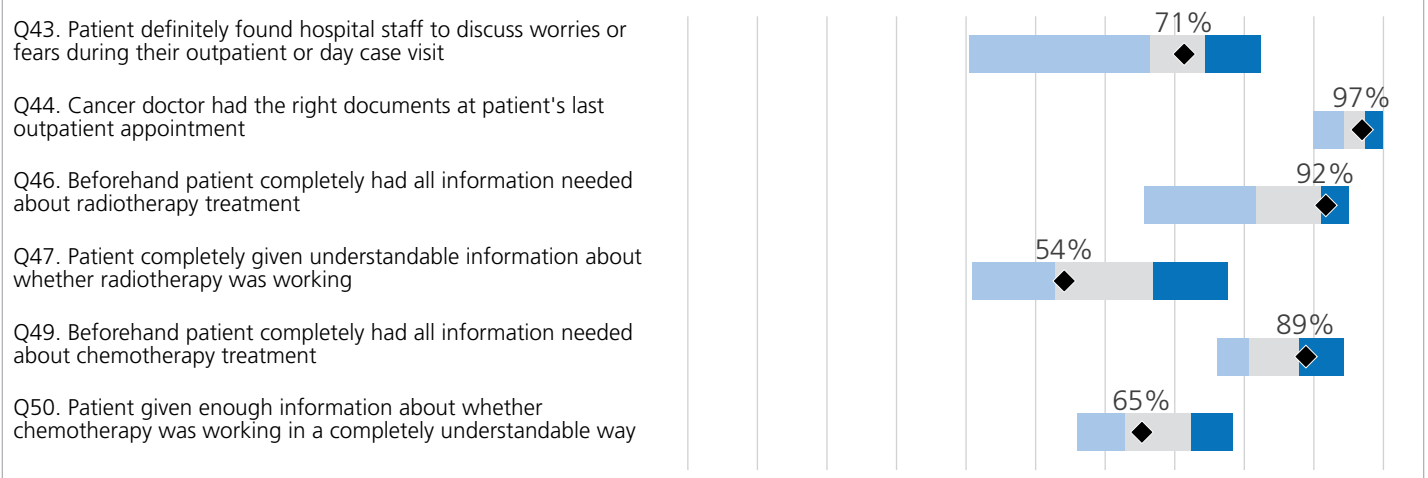 Q43. Patient definitely found hospital staff to discuss worries or
fears during their outpatient or day case visit
71%
Q44. Cancer doctor had the right documents at patient's last
outpatient appointment
97%
Q46. Beforehand patient completely had all information needed
about radiotherapy treatment
92%
Q47. Patient completely given understandable information about
whether radiotherapy was working
54%
Q49. Beforehand patient completely had all information needed
about chemotherapy treatment
89%
Q50. Patient given enough information about whether
chemotherapy was working in a completely understandable way
65%